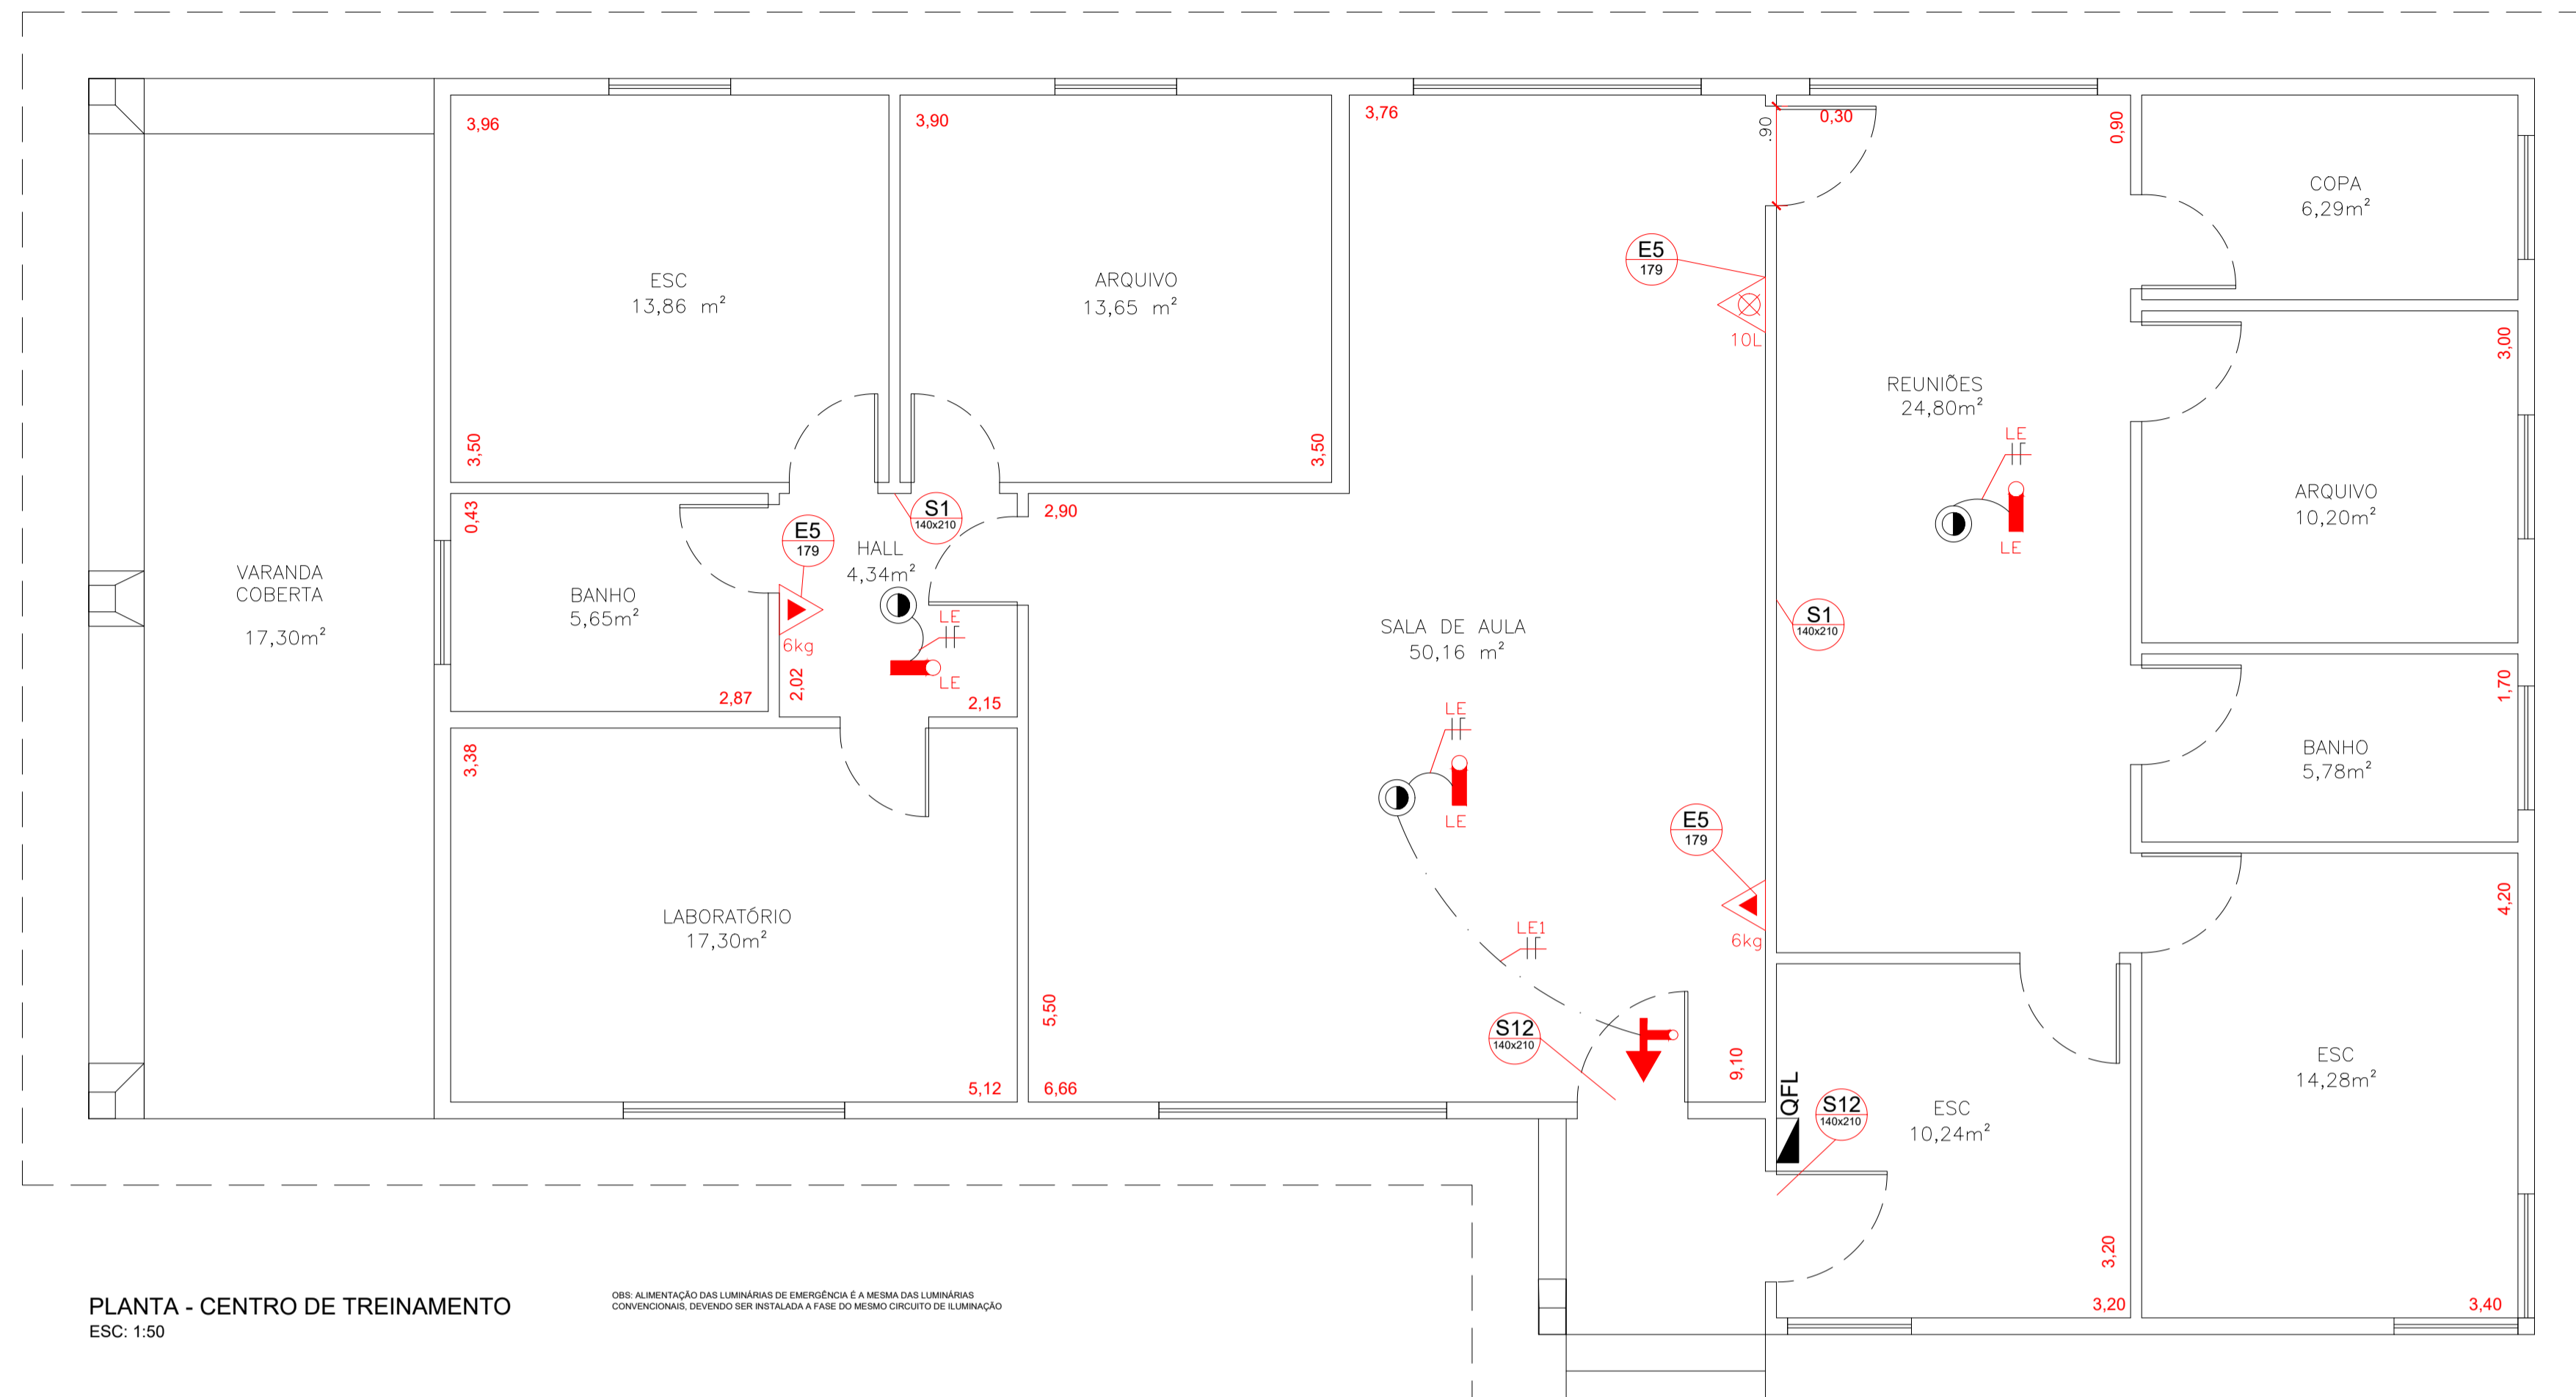 3,96
3,90
3,76
.90
0,30
0,90
COPA
6,29m²
E5
179
10L
ESC
13,86 m²
ARQUIVO
13,65 m²
3,00
REUNIÕES
24,80m²
LE
LE
3,50
3,50
ARQUIVO
10,20m²
0,43
E5
179
S1
140x210
2,90
HALL
4,34m²
VARANDA
COBERTA
17,30m²
BANHO
5,65m²
6kg
LE
LE
2,87
2,02
2,15
SALA DE AULA
50,16 m²
S1
140x210
1,70
BANHO
5,78m²
3,38
LE
LE
E5
179
6kg
4,20
LABORATÓRIO
17,30m²
LE1
5,50
S12
140x210
9,10
5,12
6,66
QFL
S12
140x210
ESC
10,24m²
ESC
14,28m²
3,20
3,20
3,40
PLANTA - CENTRO DE TREINAMENTO
ESC: 1:50
OBS: ALIMENTAÇÃO DAS LUMINÁRIAS DE EMERGÊNCIA É A MESMA DAS LUMINÁRIAS
CONVENCIONAIS, DEVENDO SER INSTALADA A FASE DO MESMO CIRCUITO DE ILUMINAÇÃO